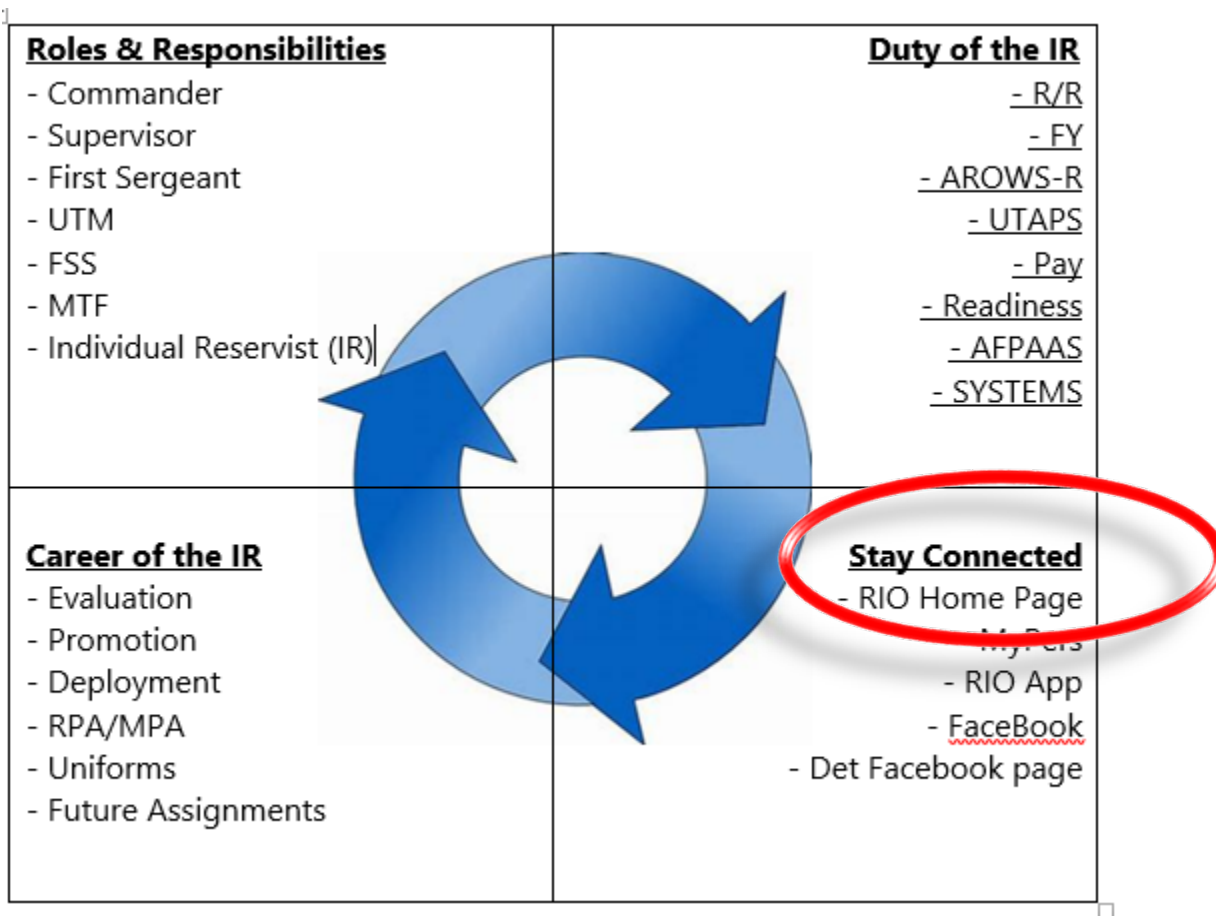 Roles & Responsibilities
- Commander
- Supervisor
- First Sergeant
- UTM
- FSS
- MTF
- Individual Reservist (IR)
Duty of the IR
- R/R
- FY
- AROWS-R
- UTAPS
- Pay
- Readiness
- AFPAAS
- SYSTEMS
Career of the IR
- Evaluation
- Promotion
- Deployment
- RPA/MPA
- Uniforms
- Future Assignments
Stay Connected
- RIO Home Page
- MyPers
- RIO App
- FaceBook
- Det Facebook page